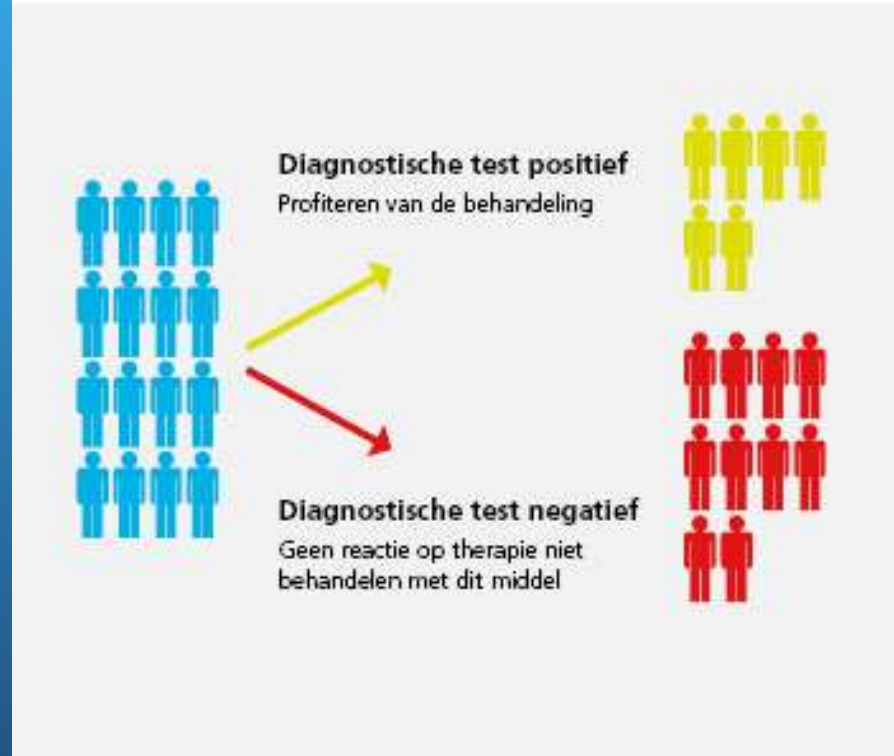 Diagnostische test positief
Profiteren van de behandeling
Diagnostische test negatief
Geen reactie op therapie niet
behandelen met dit middel